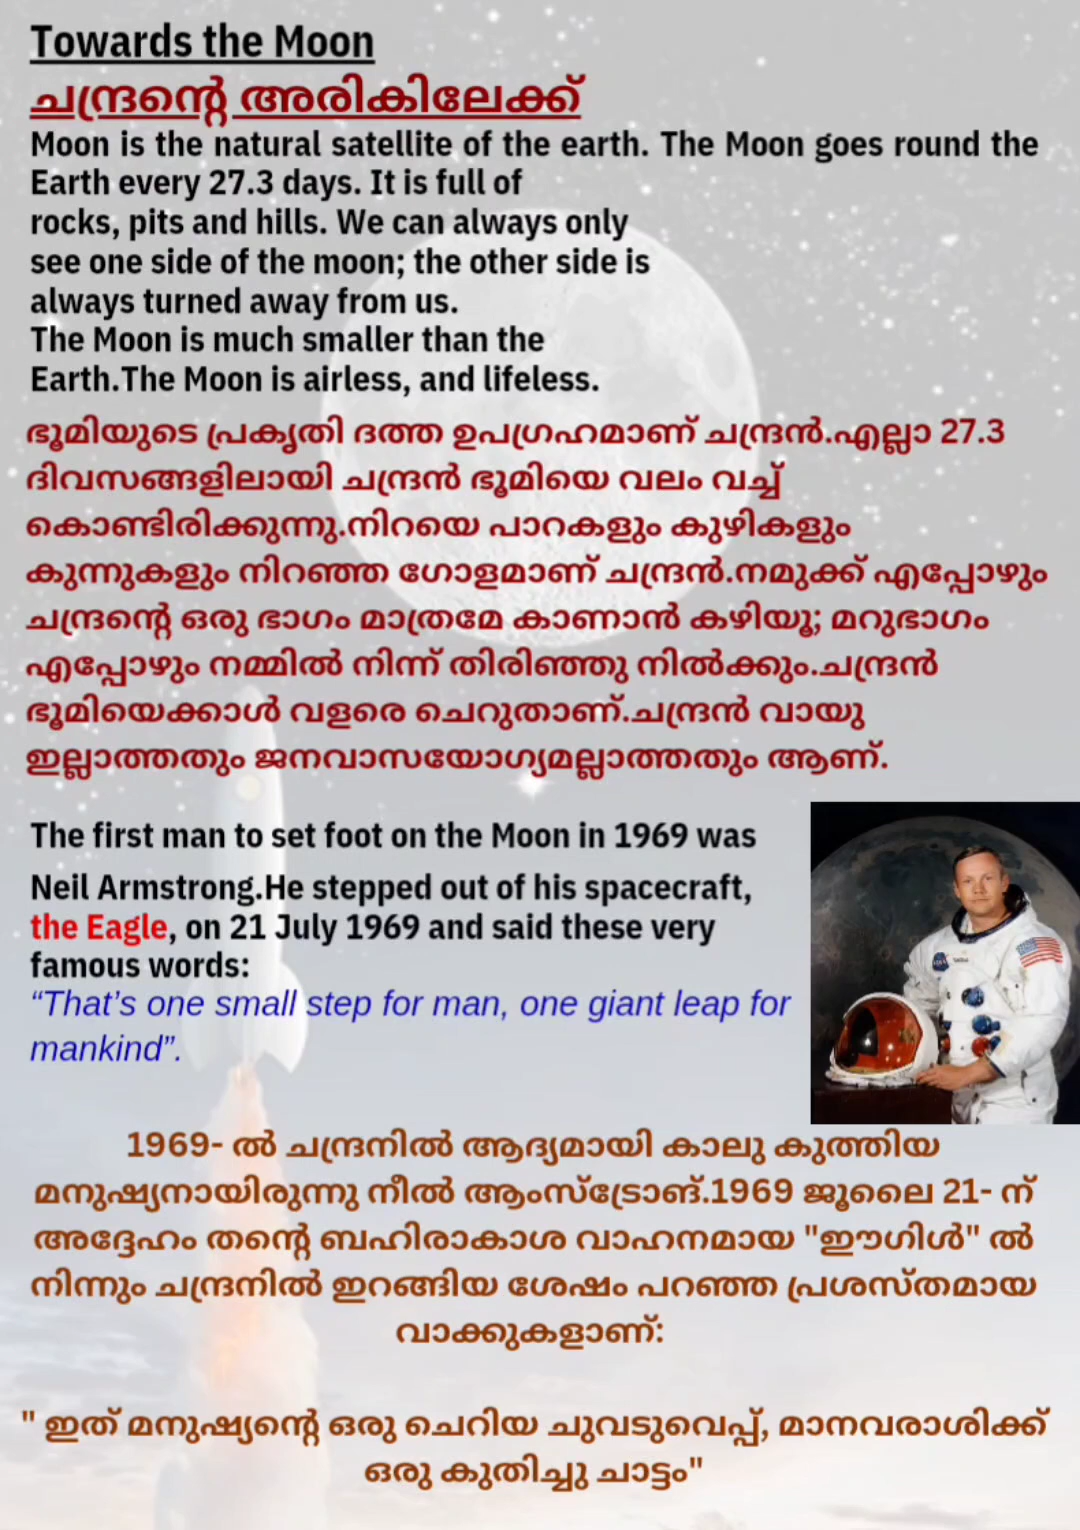 Towards the Moon
ചന്ദ്രന്റെ അരികിലേക്ക്
Moon is the natural satellite of the earth. The Moon goes round the
Earth every 27.3 days. It is full of
rocks, pits and hills. We can always only
see one side of the moon; the other side is
always turned away from us.
The Moon is much smaller than the
Earth.The Moon is airless, and lifeless.
ഭൂമിയുടെ പ്രകൃതി ദത്ത ഉപഗ്രഹമാണ് ചന്ദ്രൻ.എല്ലാ 27.3
ദിവസങ്ങളിലായി ചന്ദ്രൻ ഭൂമിയെ വലം വച്ച്
കൊണ്ടിരിക്കുന്നു.നിറയെ പാറകളും കുഴികളും
കുന്നുകളും നിറഞ്ഞ ഗോളമാണ് ചന്ദ്രൻ.നമുക്ക് എപ്പോഴും
ചന്ദ്രന്റെ ഒരു ഭാഗം മാത്രമേ കാണാൻ കഴിയൂ; മറുഭാഗം
എപ്പോഴും നമ്മിൽ നിന്ന് തിരിഞ്ഞു നിൽക്കും.ചന്ദ്രൻ
ഭൂമിയെക്കാൾ വളരെ ചെറുതാണ്.ചന്ദ്രൻ വായു
ഇല്ലാത്തതും ജനവാസയോഗ്യമല്ലാത്തതും ആണ്.
The first man to set foot on the Moon in 1969 was
Neil Armstrong.He stepped out of his spacecraft,
the Eagle, on 21 July 1969 and said these very
famous words:
“That’s one small step for man, one giant leap for
mankind”.
1969- ൽ ചന്ദ്രനിൽ ആദ്യമായി കാലു കുത്തിയ
മനുഷ്യനായിരുന്നു നീൽ ആംസ്ട്രോങ്.1969 ജൂലൈ 21- ന്
അദ്ദേഹം തന്റെ ബഹിരാകാശ വാഹനമായ "ഈഗിൾ" ൽ
നിന്നും ചന്ദ്രനിൽ ഇറങ്ങിയ ശേഷം പറഞ്ഞ പ്രശസ്തമായ
വാക്കുകളാണ്:
" ഇത് മനുഷ്യന്റെ ഒരു ചെറിയ ചുവടുവെപ്പ്, മാനവരാശിക്ക്
ഒരു കുതിച്ചു ചാട്ടം"